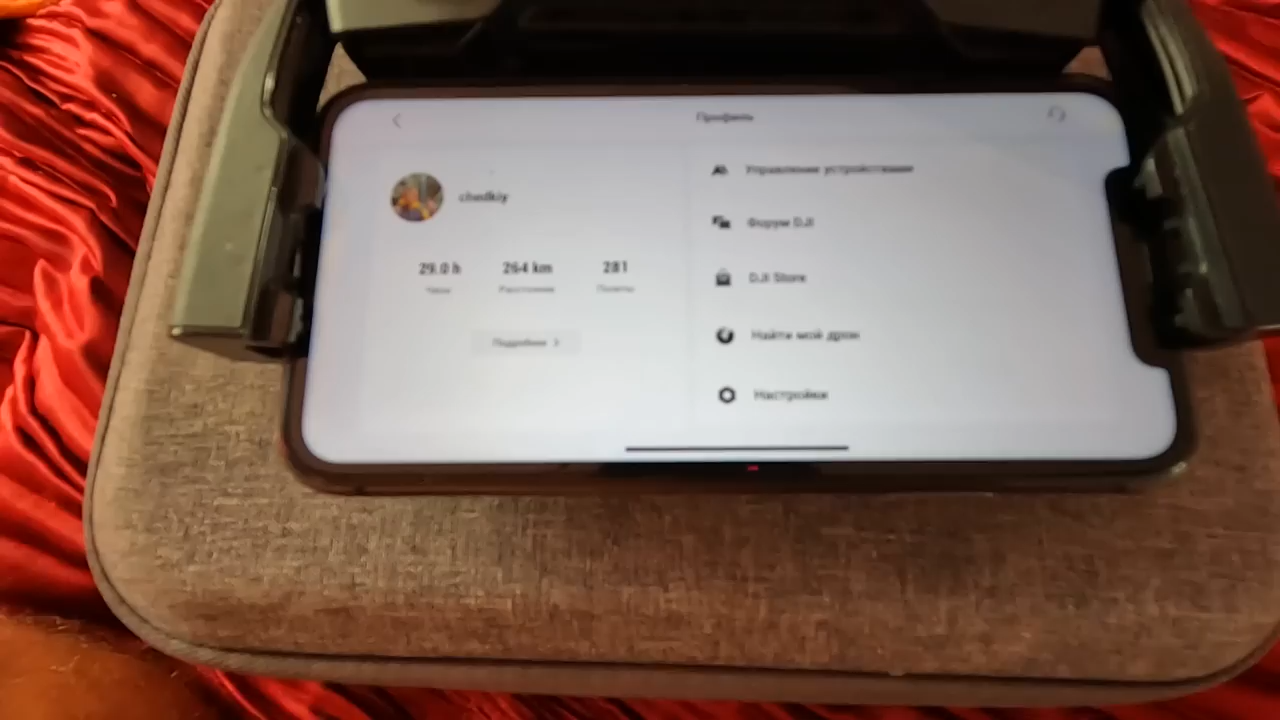 Профиль
chedkiy
29.0 h 264 km 281
Часы Расстояние Полеты
Подробнее
Управление устройствами
Форум DJI
DJI Store
Найти мой дрон
Настройки